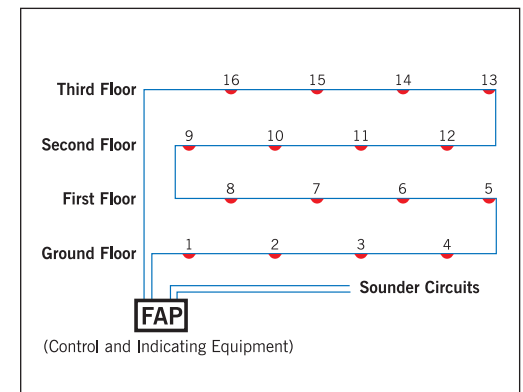 16 15 14 13
Third Floor
9 10 11 12
Second Floor
8 7 6 5
First Floor
1 2 3 4
Ground Floor
Sounder Circuits
FAP
(Control and Indicating Equipment)